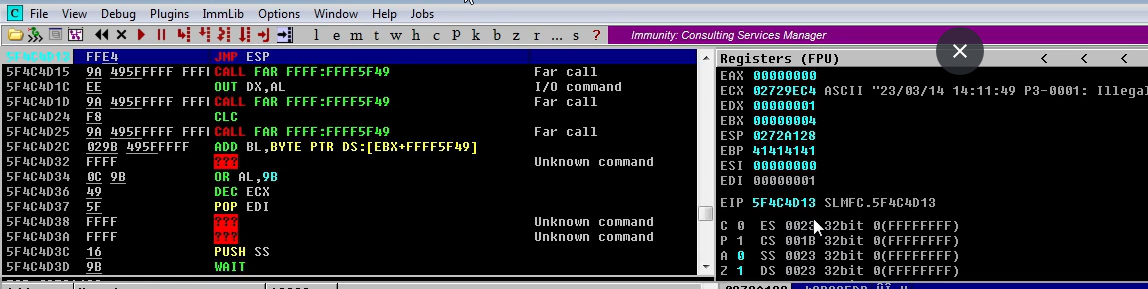 C File View Debug Plugins ImmLib Options Window Help Jobs
l e m t w h c p k b z r ... s ? Immunity: Consulting Services Manager
5F4C4D13 FFE4 JMP ESP
5F4C4D15 9A 495FFFFF FFFI CALL FAR FFFF:FFFF5F49 Far call
5F4C4D1C EE OUT DX,AL I/O command
5F4C4D1D 9A 495FFFFF FFFI CALL FAR FFFF:FFFF5F49 Far call
5F4C4D24 F8 CLC
5F4C4D25 9A 495FFFFF FFFI CALL FAR FFFF:FFFF5F49 Far call
5F4C4D2C 029B 495FFFFF ADD BL,BYTE PTR DS:[EBX+FFFF5F49]
5F4C4D32 FFFF ??? Unknown command
5F4C4D34 0C 9B OR AL,9B
5F4C4D36 49 DEC ECX
5F4C4D37 5F POP EDI
5F4C4D38 FFFF ??? Unknown command
5F4C4D3A FFFF ??? Unknown command
5F4C4D3C 16 PUSH SS
5F4C4D3D 9B WAIT
Registers (FPU) < < <
EAX 00000000
ECX 02729EC4 ASCII "23/03/14 14:11:49 P3-0001: Illegal
EDX 00000001
EBX 00000004
ESP 0272A128
EBP 41414141
ESI 00000000
EDI 00000001
EIP 5F4C4D13 SLMFC.5F4C4D13
C 0 ES 0023 32bit 0(FFFFFFFF)
P 1 CS 001B 32bit 0(FFFFFFFF)
A 0 SS 0023 32bit 0(FFFFFFFF)
Z 1 DS 0023 32bit 0(FFFFFFFF)